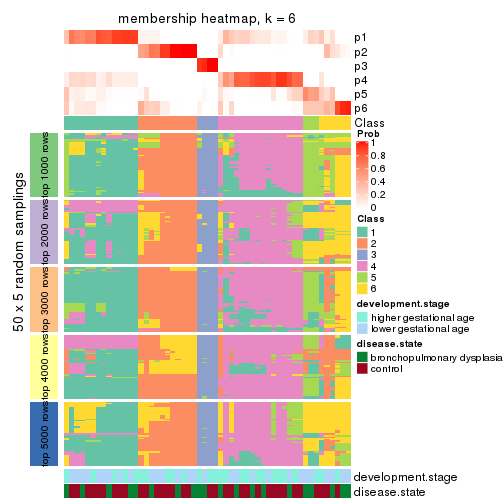 membership heatmap, k = 6
p1
p2
p3
p4
p5
p6
Class
50 x 5 random samplings
top 1000 rows
top 2000 rows
top 3000 rows
top 4000 rows
top 5000 rows
Prob
1
0.8
0.6
0.4
0.2
0
Class
1
2
3
4
5
6
development.stage
higher gestational age
lower gestational age
disease.state
bronchopulmonary dysplasia
control
development.stage
disease.state